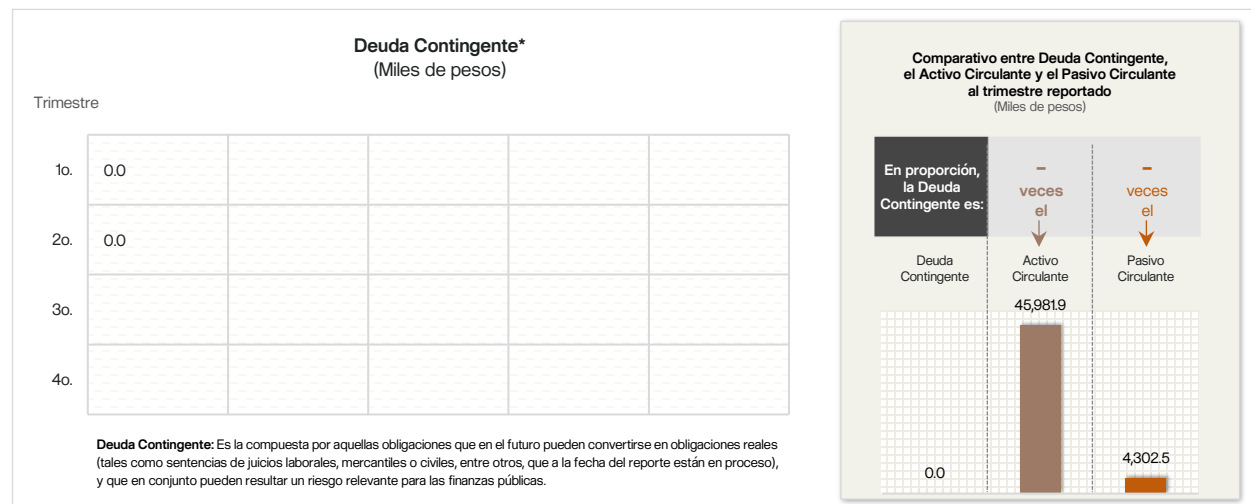 Deuda Contingente*
(Miles de pesos)
Trimestre
1o. 0.0
2o. 0.0
3o.
4o.
Deuda Contingente: Es la compuesta por aquellas obligaciones que en el futuro pueden convertirse en obligaciones reales
(tales como sentencias de juicios laborales, mercantiles o civiles, entre otros, que a la fecha del reporte están en proceso),
y que en conjunto pueden resultar un riesgo relevante para las finanzas públicas.
Comparativo entre Deuda Contingente,
el Activo Circulante y el Pasivo Circulante
al trimestre reportado
(Miles de pesos)
En proporción,
la Deuda
Contingente es:
–
veces
el
–
veces
el
Deuda
Contingente
Activo
Circulante
Pasivo
Circulante
45,981.9
4,302.5
0.0